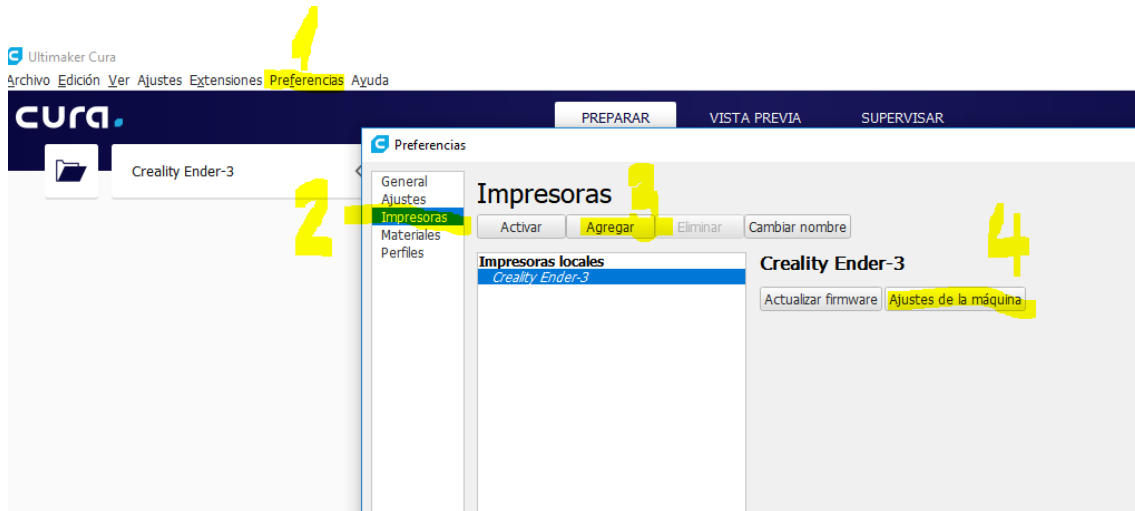 1
Ultimaker Cura
Archivo Edición Ver Ajustes Extensiones Preferencias Ayuda
cura.
PREPARAR VISTA PREVIA SUPERVISAR
Preferencias
Creality Ender-3
General
Ajustes
Impresoras
Materiales
Perfiles
2
Impresoras
3
Activar Agregar Eliminar Cambiar nombre
4
Impresoras locales
Creality Ender-3
Creality Ender-3
Actualizar firmware Ajustes de la máquina